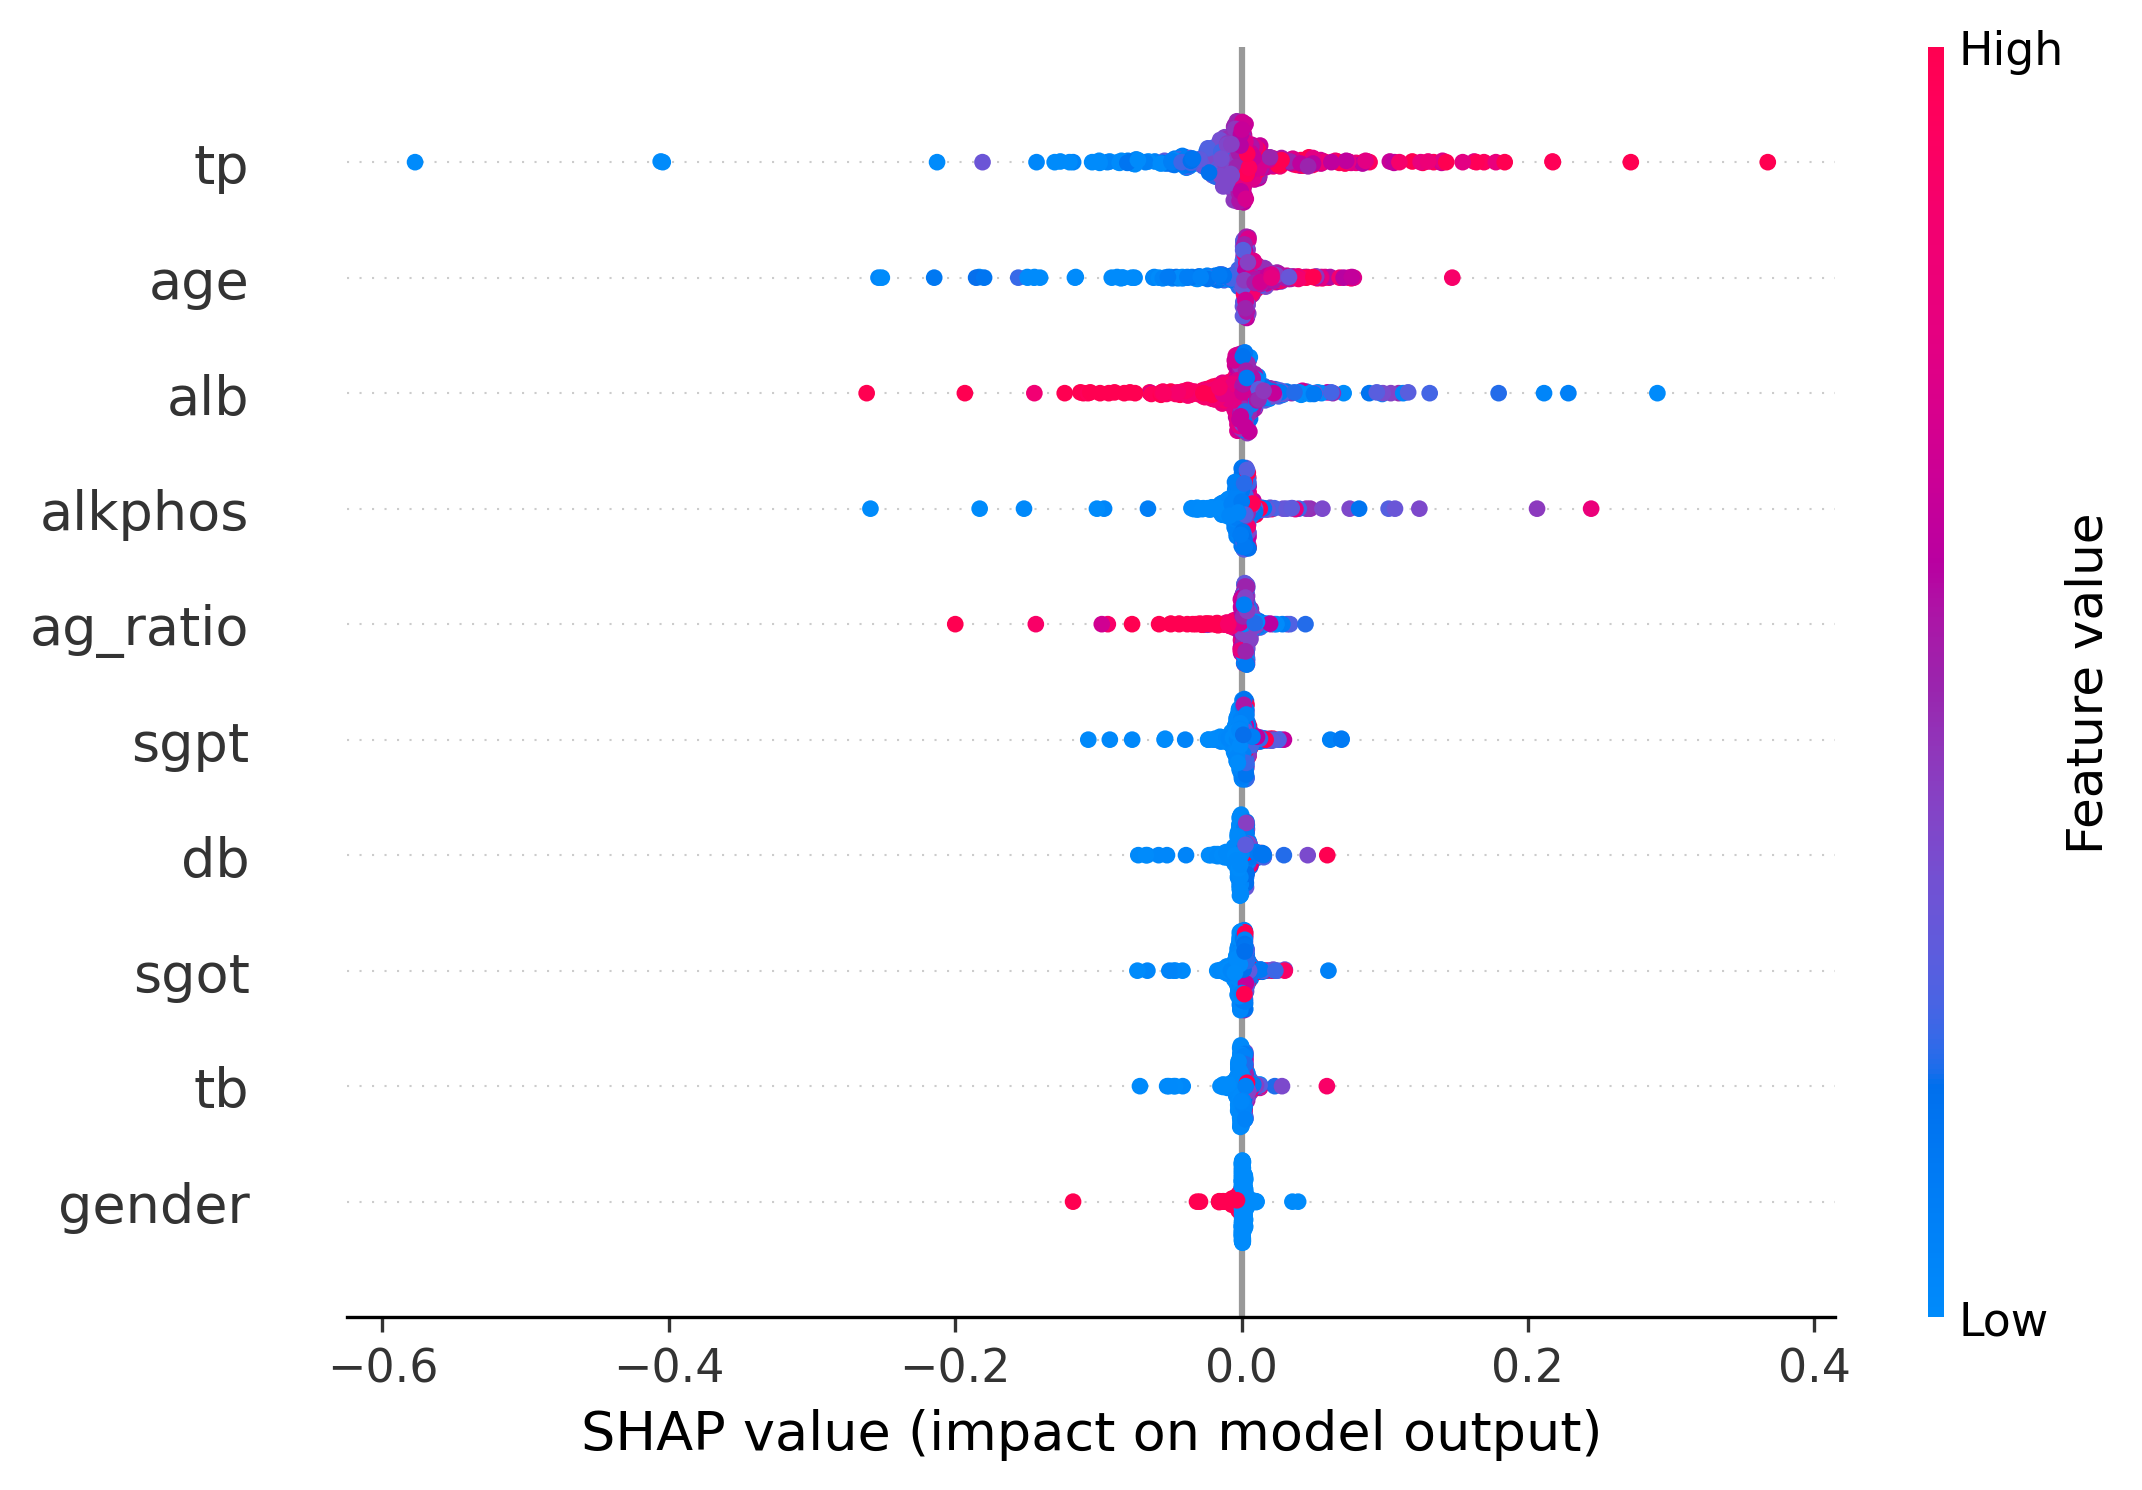 High
tp
age
alb
alkphos
ag_ratio
sgpt
db
sgot
tb
gender
Feature value
Low
−0.6 −0.4 −0.2 0.0 0.2 0.4
SHAP value (impact on model output)